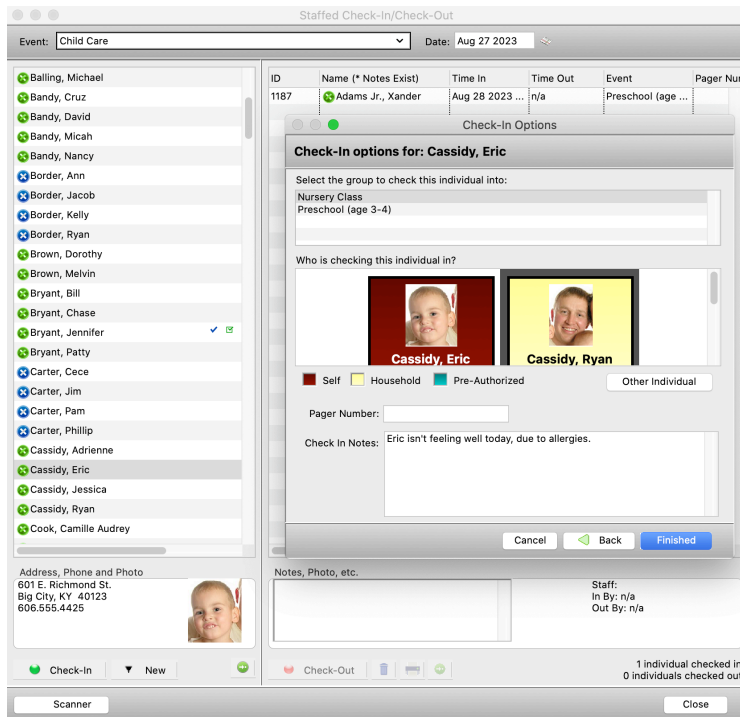 Staffed Check-In/Check-Out
Event: Child Care Date: Aug 27 2023
Balling, Michael
Bandy, Cruz
Bandy, David
Bandy, Micah
Bandy, Nancy
Border, Ann
Border, Jacob
Border, Kelly
Border, Ryan
Brown, Dorothy
Brown, Melvin
Bryant, Bill
Bryant, Chase
Bryant, Jennifer
Bryant, Patty
Carter, Cece
Carter, Jim
Carter, Pam
Carter, Phillip
Cassidy, Adrienne
Cassidy, Eric
Cassidy, Jessica
Cassidy, Ryan
Cook, Camille Audrey
ID Name (* Notes Exist) Time In Time Out Event Pager Num
1187 Adams Jr., Xander Aug 28 2023 ... n/a Preschool (age ...
Check-In Options
Check-In options for: Cassidy, Eric
Select the group to check this individual into:
Nursery Class
Preschool (age 3-4)
Who is checking this individual in?
Cassidy, Eric Cassidy, Ryan
Self Household Pre-Authorized Other Individual
Pager Number:
Check In Notes: Eric isn't feeling well today, due to allergies.
Cancel Back Finished
Address, Phone and Photo
601 E. Richmond St.
Big City, KY 40123
606.555.4425
Notes, Photo, etc.
Staff:
In By: n/a
Out By: n/a
Check-In New
Check-Out
1 individual checked in
0 individuals checked out
Scanner Close